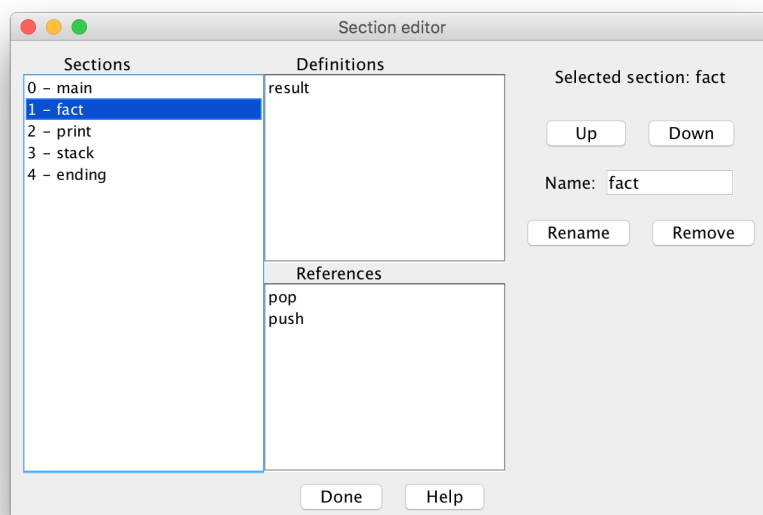 Section editor
Sections
0 – main
1 – fact
2 – print
3 – stack
4 – ending
Definitions
result
References
pop
push
Selected section: fact
Up Down
Name: fact
Rename Remove
Done Help